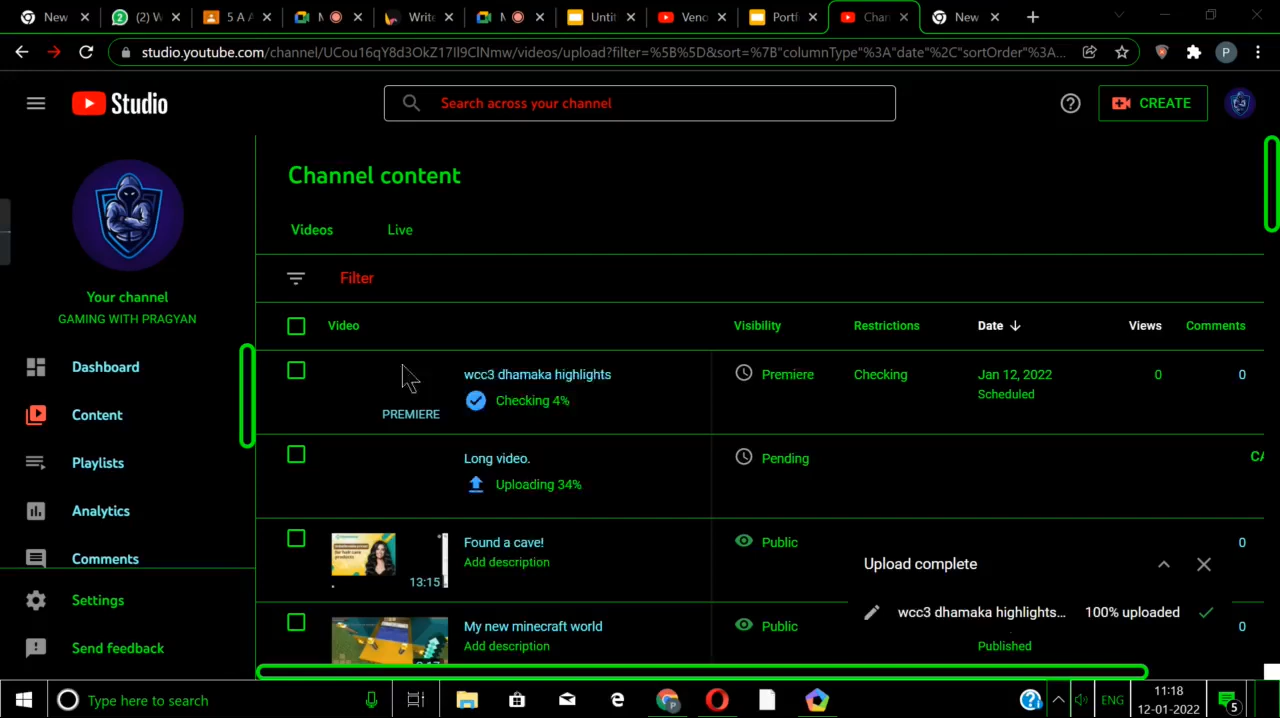 New
(2) W
5 A A
M
Write
M
Untit
Veno
Portf
Chan
New
studio.youtube.com/channel/UCou16qY8d3OkZ17Il9ClNmw/videos/upload?filter=%5B%5D&sort=%7B"columnType"%3A"date"%2C"sortOrder"%3A...
P
Studio
Search across your channel
CREATE
Your channel
GAMING WITH PRAGYAN
Dashboard
Content
Playlists
Analytics
Comments
Settings
Send feedback
Channel content
Videos Live
Filter
Video Visibility Restrictions Date Views Comments
wcc3 dhamaka highlights Premiere Checking Jan 12, 2022 0 0
Checking 4% Scheduled
PREMIERE
Long video. Pending CA
Uploading 34%
Found a cave! Public 0
Add description
13:15
My new minecraft world Public 0
Add description Published
Upload complete
wcc3 dhamaka highlights... 100% uploaded
Type here to search
ENG
11:18
12-01-2022
5